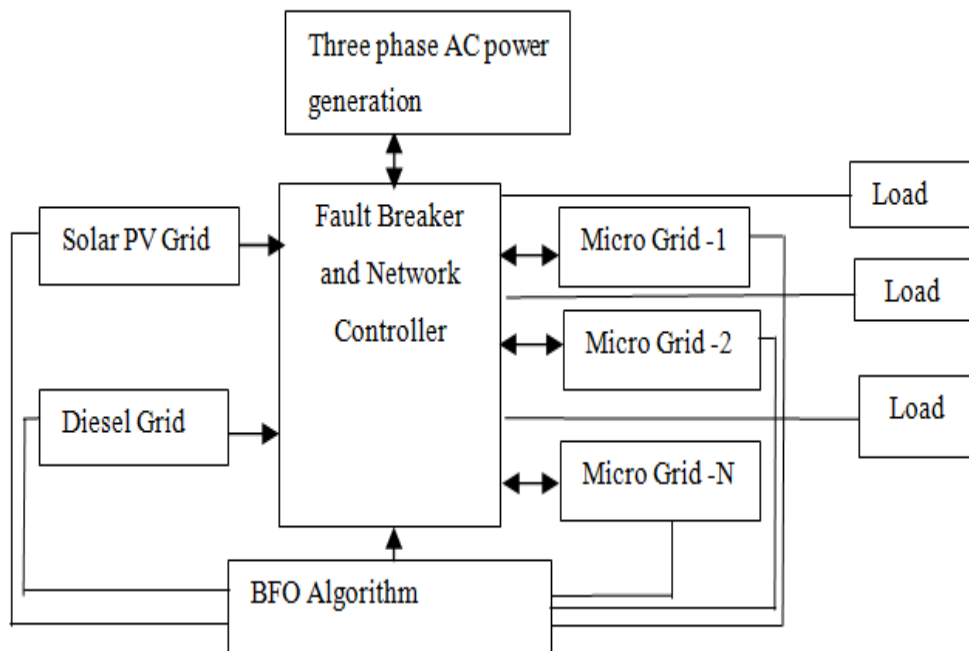 Three phase AC power
generation
Fault Breaker
and Network
Controller
Solar PV Grid
Diesel Grid
Micro Grid -1
Micro Grid -2
Micro Grid -N
Load
Load
Load
BFO Algorithm